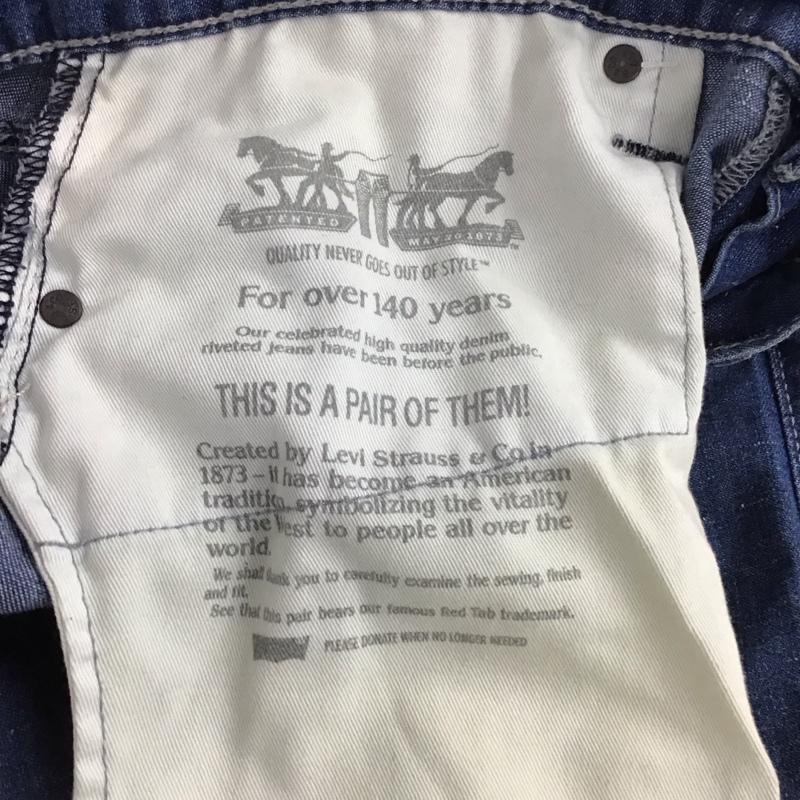 PATENTED
MAY 20 1873
QUALITY NEVER GOES OUT OF STYLE™
For over 140 years
Our celebrated high quality denim
riveted jeans have been before the public,
THIS IS A PAIR OF THEM!
Created by Levi Strauss & Co in
1873 – it has become an American
traditio, symbolizing the vitality
of the West to people all over the
world.
We shall thank you to carefully examine the sewing, finish
and fit.
See that this pair bears our famous Red Tab trademark.
PLEASE DONATE WHEN NO LONGER NEEDED